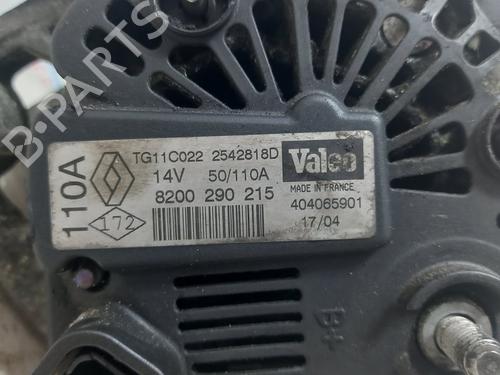 B-PARTS
TG11C022 2542818D
14V 50/110A
8200 290 215
110A
172
Valeo
MADE IN FRANCE
404065901
17/04
B+